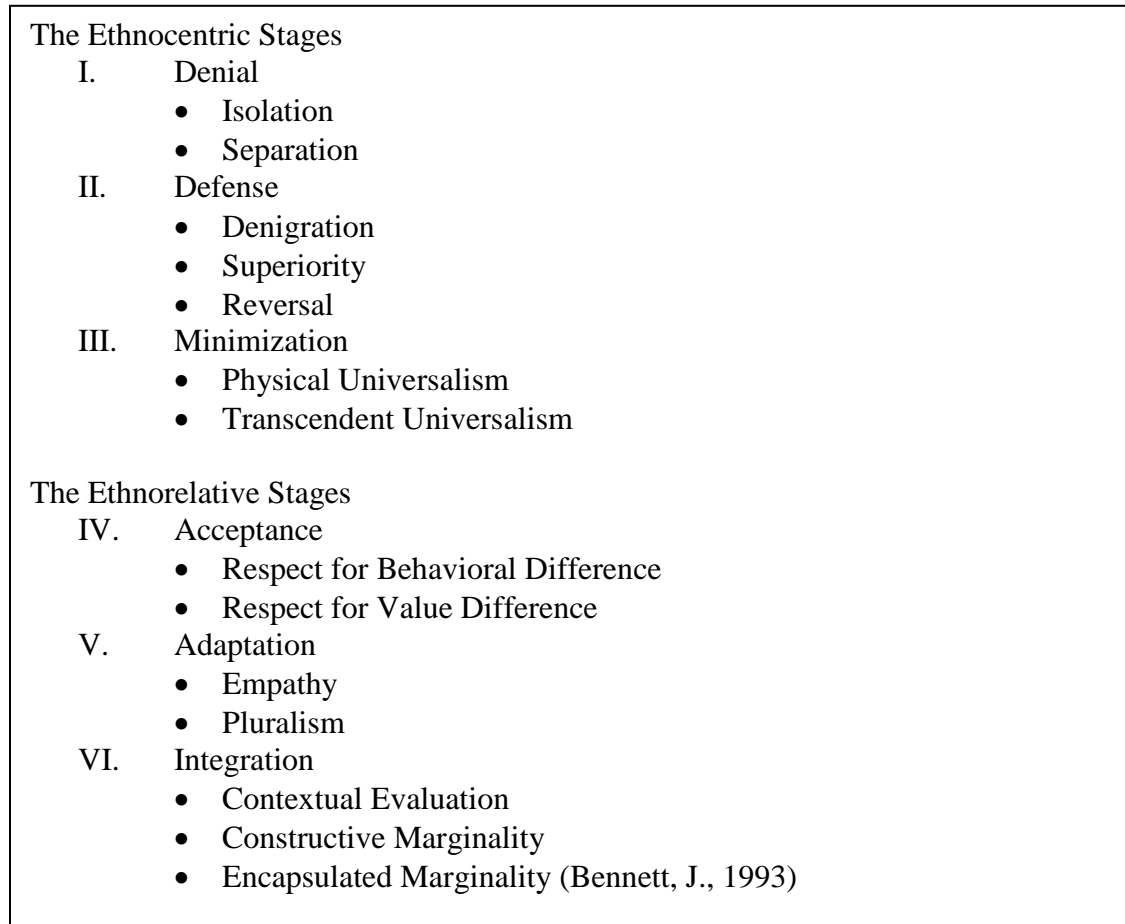 The Ethnocentric Stages
I. Denial
• Isolation
• Separation
II. Defense
• Denigration
• Superiority
• Reversal
III. Minimization
• Physical Universalism
• Transcendent Universalism
The Ethnorelative Stages
IV. Acceptance
• Respect for Behavioral Difference
• Respect for Value Difference
V. Adaptation
• Empathy
• Pluralism
VI. Integration
• Contextual Evaluation
• Constructive Marginality
• Encapsulated Marginality (Bennett, J., 1993)